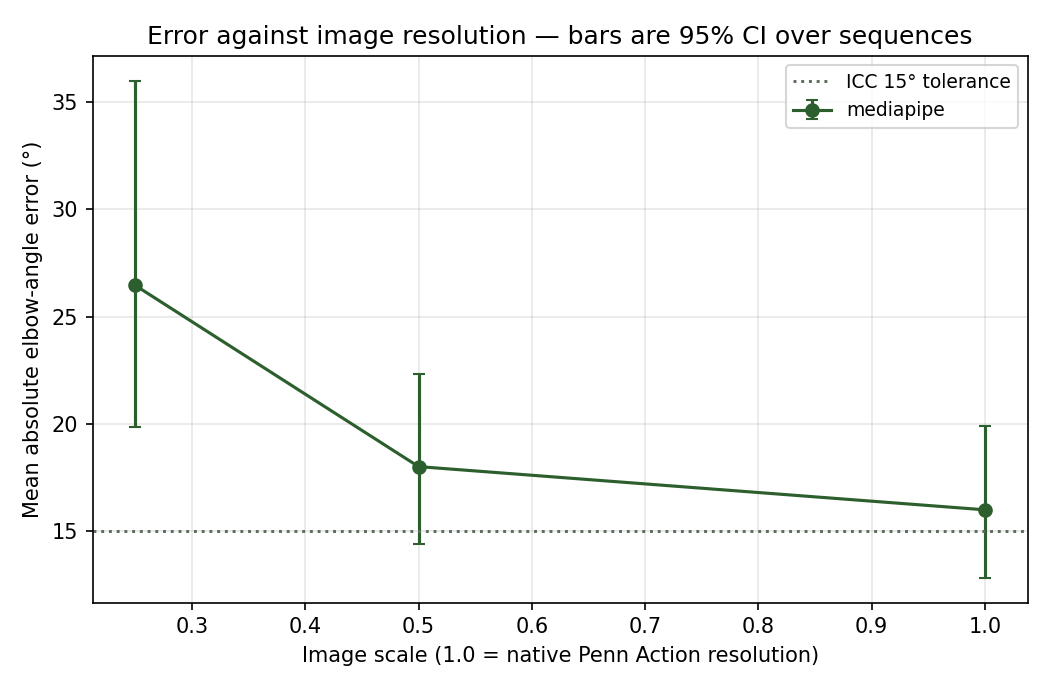 Error against image resolution — bars are 95% CI over sequences
ICC 15° tolerance
mediapipe
Mean absolute elbow-angle error (°)
35
30
25
20
15
0.3 0.4 0.5 0.6 0.7 0.8 0.9 1.0
Image scale (1.0 = native Penn Action resolution)